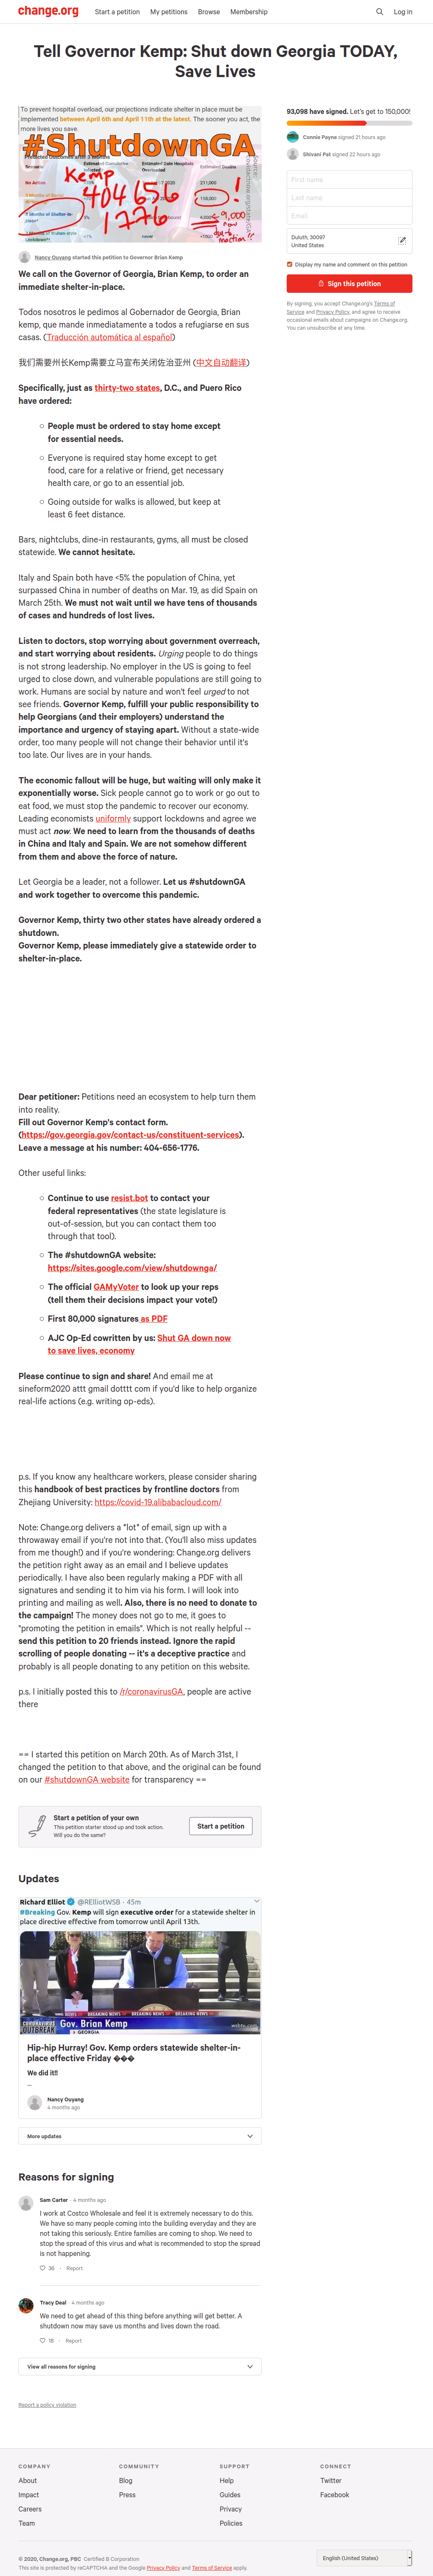 change.org
Start a petition
My petitions
Browse
Membership
Log in
Tell Governor Kemp: Shut down Georgia TODAY,
Save Lives
To prevent hospital overload, our projections indicate shelter in place must be
implemented between April 6th and April 11th at the latest. The sooner you act, the
more lives you save.
#ShutdownGA
Predicted Outcomes after 3 months
Kemp
404 656
1776
No Action
211,000
Nancy Ouyang started this petition to Governor Brian Kemp
93,098 have signed. Let's get to 150,000!
Connie Payne signed 21 hours ago
Shivani Pet signed 22 hours ago
First name
Last name
Email
Duluth, 30097
United States
Display my name and comment on this petition
Sign this petition
By signing, you accept Change.org's Terms of
Service and Privacy Policy, and agree to receive
occasional emails about campaigns on Change.org.
You can unsubscribe at any time.
We call on the Governor of Georgia, Brian Kemp, to order an
immediate shelter-in-place.
Todos nosotros le pedimos al Gobernador de Georgia, Brian
kemp, que mande inmediatamente a todos a refugiarse en sus
casas. (Traducción automática al español)
我们需要州长Kemp需要立马宣布关闭佐治亚州 (中文自动翻译)
Specifically, just as thirty-two states, D.C., and Puero Rico
have ordered:
People must be ordered to stay home except
for essential needs.
Everyone is required stay home except to get
food, care for a relative or friend, get necessary
health care, or go to an essential job.
Going outside for walks is allowed, but keep at
least 6 feet distance.
Bars, nightclubs, dine-in restaurants, gyms, all must be closed
statewide. We cannot hesitate.
Italy and Spain both have <5% the population of China, yet
surpassed China in number of deaths on Mar. 19, as did Spain on
March 25th. We must not wait until we have tens of thousands
of cases and hundreds of lost lives.
Listen to doctors, stop worrying about government overreach,
and start worrying about residents. Urging people to do things
is not strong leadership. No employer in the US is going to feel
urged to close down, and vulnerable populations are still going to
work. Humans are social by nature and won't feel urged to not
see friends. Governor Kemp, fulfill your public responsibility to
help Georgians (and their employers) understand the
importance and urgency of staying apart. Without a state-wide
order, too many people will not change their behavior until it's
too late. Our lives are in your hands.
The economic fallout will be huge, but waiting will only make it
exponentially worse. Sick people cannot go to work or go out to
eat food, we must stop the pandemic to recover our economy.
Leading economists uniformly support lockdowns and agree we
must act now. We need to learn from the thousands of deaths
in China and Italy and Spain. We are not somehow different
from them and above the force of nature.
Let Georgia be a leader, not a follower. Let us #shutdownGA
and work together to overcome this pandemic.
Governor Kemp, thirty two other states have already ordered a
shutdown.
Governor Kemp, please immediately give a statewide order to
shelter-in-place.
Dear petitioner: Petitions need an ecosystem to help turn them
into reality.
Fill out Governor Kemp's contact form.
(https://gov.georgia.gov/contact-us/constituent-services).
Leave a message at his number: 404-656-1776.
Other useful links:
Continue to use resist.bot to contact your
federal representatives (the state legislature is
out-of-session, but you can contact them too
through that tool).
The #shutdownGA website:
https://sites.google.com/view/shutdownga/
The official GAMyVoter to look up your reps
(tell them their decisions impact your vote!)
First 80,000 signatures as PDF
AJC Op-Ed cowritten by us: Shut GA down now
to save lives, economy
Please continue to sign and share! And email me at
sineform2020 attt gmail dotttt com if you'd like to help organize
real-life actions (e.g. writing op-eds).
p.s. If you know any healthcare workers, please consider sharing
this handbook of best practices by frontline doctors from
Zhejiang University: https://covid-19.alibabacloud.com/
Note: Change.org delivers a *lot* of email, sign up with a
throwaway email if you're not into that. (You'll also miss updates
from me though!) and if you're wondering: Change.org delivers
the petition right away as an email and I believe updates
periodically. I have also been regularly making a PDF with all
signatures and sending it to him via his form. I will look into
printing and mailing as well. Also, there is no need to donate to
the campaign! The money does not go to me, it goes to
"promoting the petition in emails". Which is not really helpful --
send this petition to 20 friends instead. Ignore the rapid
scrolling of people donating -- it's a deceptive practice and
probably is all people donating to any petition on this website.
p.s. I initially posted this to /r/coronavirusGA, people are active
there
== I started this petition on March 20th. As of March 31st, I
changed the petition to that above, and the original can be found
on our #shutdownGA website for transparency ==
Start a petition of your own
This petition starter stood up and took action.
Will you do the same?
Start a petition
Updates
Richard Elliot @RElliotWSB · 45m
#Breaking Gov. Kemp will sign executive order for a statewide shelter in
place directive effective from tomorrow until April 13th.
BREAKING NEWS BREAKING NEWS BREAKING NEWS
CORONAVIRUS
OUTBREAK
Gov. Brian Kemp
wsbtv.com
GEORGIA
Hip-hip Hurray! Gov. Kemp orders statewide shelter-in-
place effective Friday ���
We did it!!
...
Nancy Ouyang
4 months ago
More updates
Reasons for signing
Sam Carter · 4 months ago
I work at Costco Wholesale and feel it is extremely necessary to do this.
We have so many people coming into the building everyday and they are
not taking this seriously. Entire families are coming to shop. We need to
stop the spread of this virus and what is recommended to stop the spread
is not happening.
36 · Report
Tracy Deal · 4 months ago
We need to get ahead of this thing before anything will get better. A
shutdown now may save us months and lives down the road.
18 · Report
View all reasons for signing
Report a policy violation
COMPANY
About
Impact
Careers
Team
COMMUNITY
Blog
Press
SUPPORT
Help
Guides
Privacy
Policies
CONNECT
Twitter
Facebook
© 2020, Change.org, PBC Certified B Corporation
This site is protected by reCAPTCHA and the Google Privacy Policy and Terms of Service apply.
English (United States)